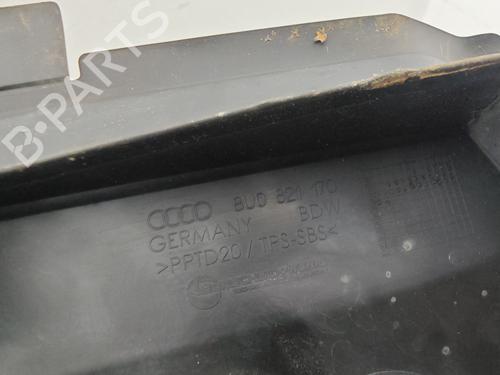 B-PARTS
8U0 821 170
GERMANY BDW
>PPTD20 / TPS-SBS<